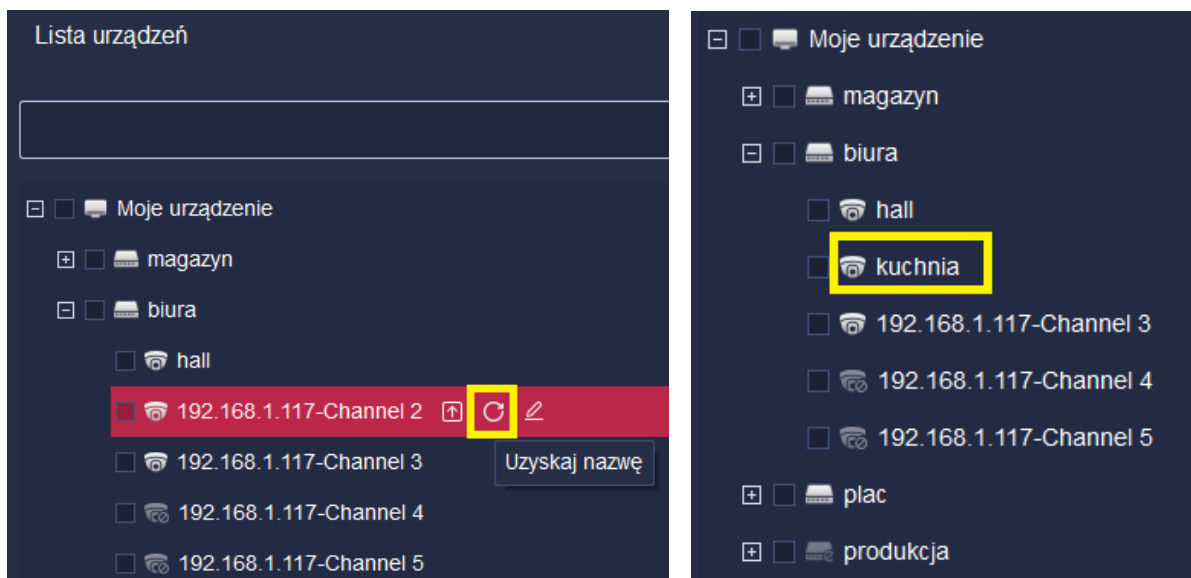 Lista urządzeń
Moje urządzenie
magazyn
biura
hall
192.168.1.117-Channel 2
Uzyskaj nazwę
192.168.1.117-Channel 3
192.168.1.117-Channel 4
192.168.1.117-Channel 5
Moje urządzenie
magazyn
biura
hall
kuchnia
192.168.1.117-Channel 3
192.168.1.117-Channel 4
192.168.1.117-Channel 5
plac
produkcja